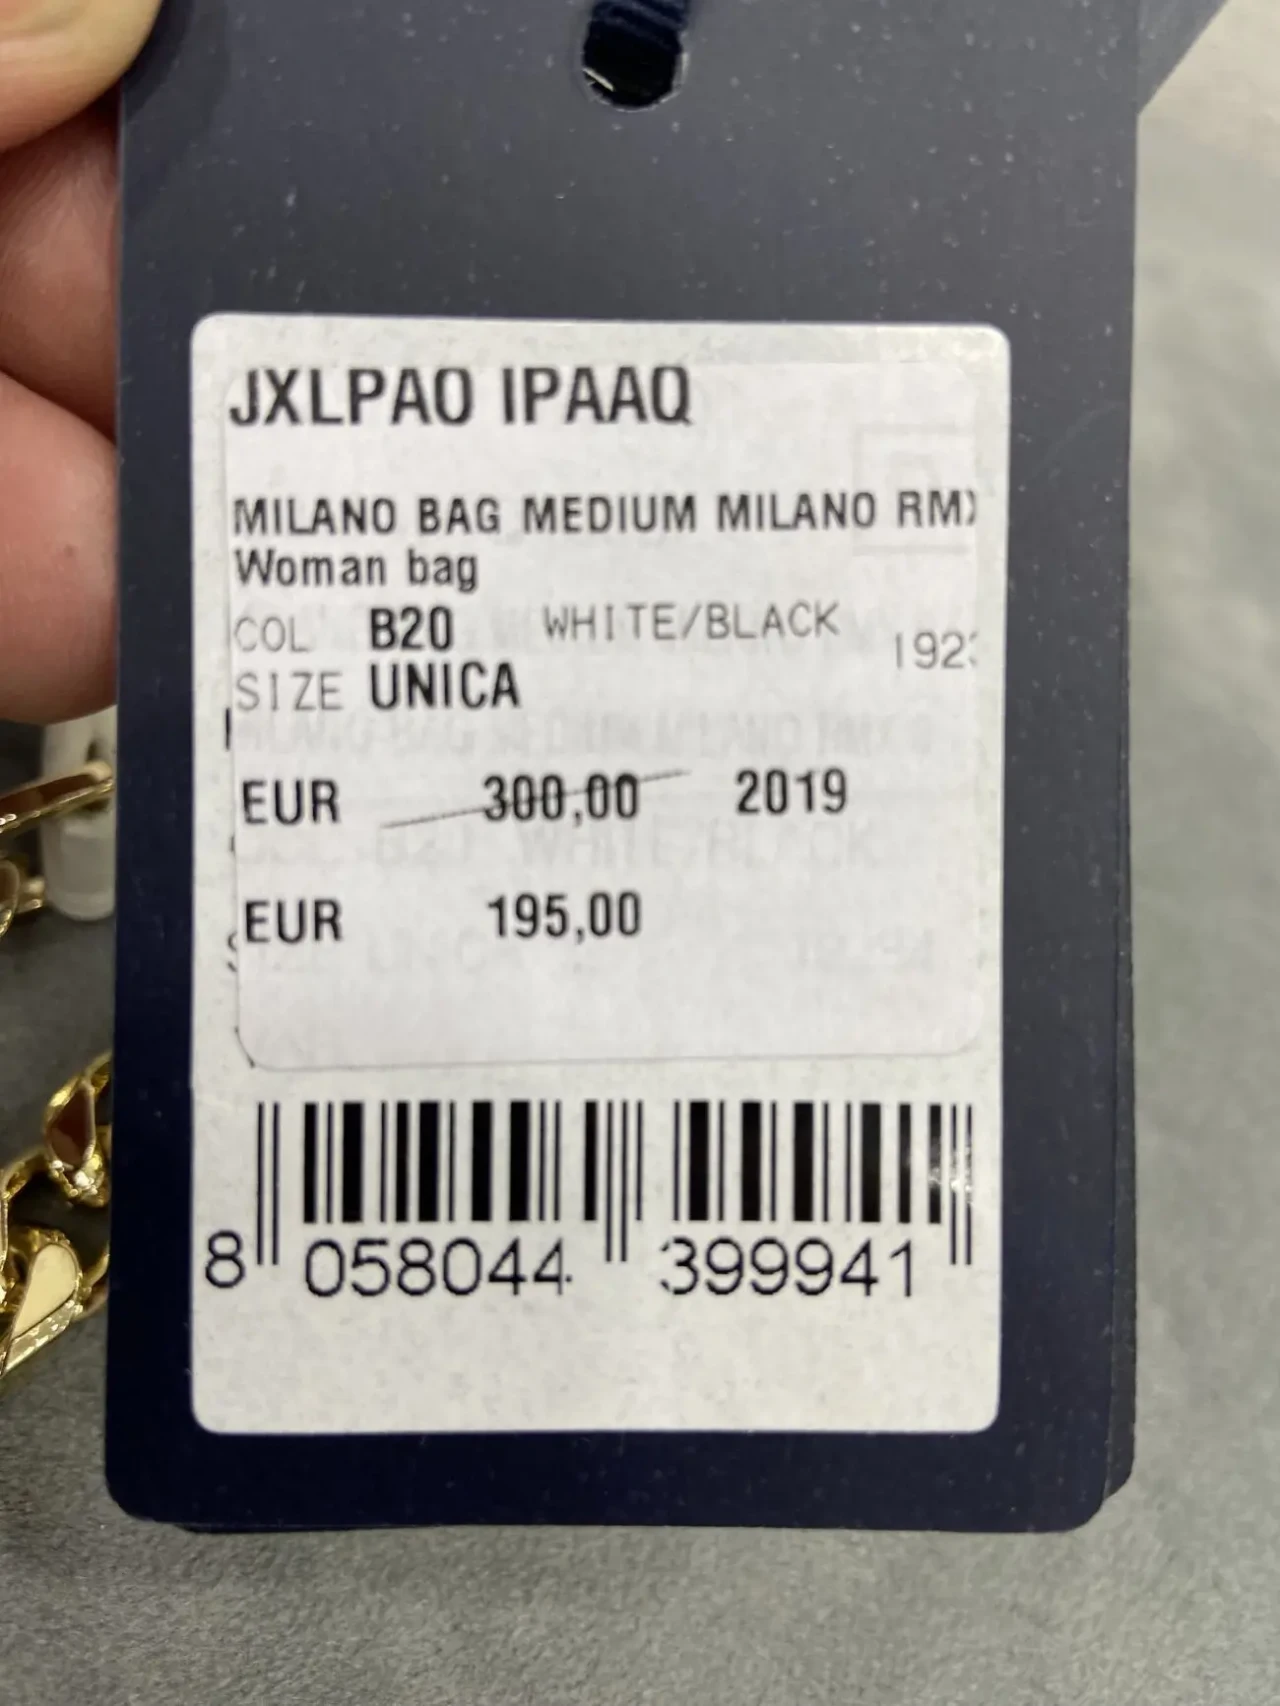 JXLPAO IPAAQ
MILANO BAG MEDIUM MILANO RMX
Woman bag
COL B20 WHITE/BLACK
192
SIZE UNICA
EUR 300,00 2019
EUR 195,00
8 058044 399941